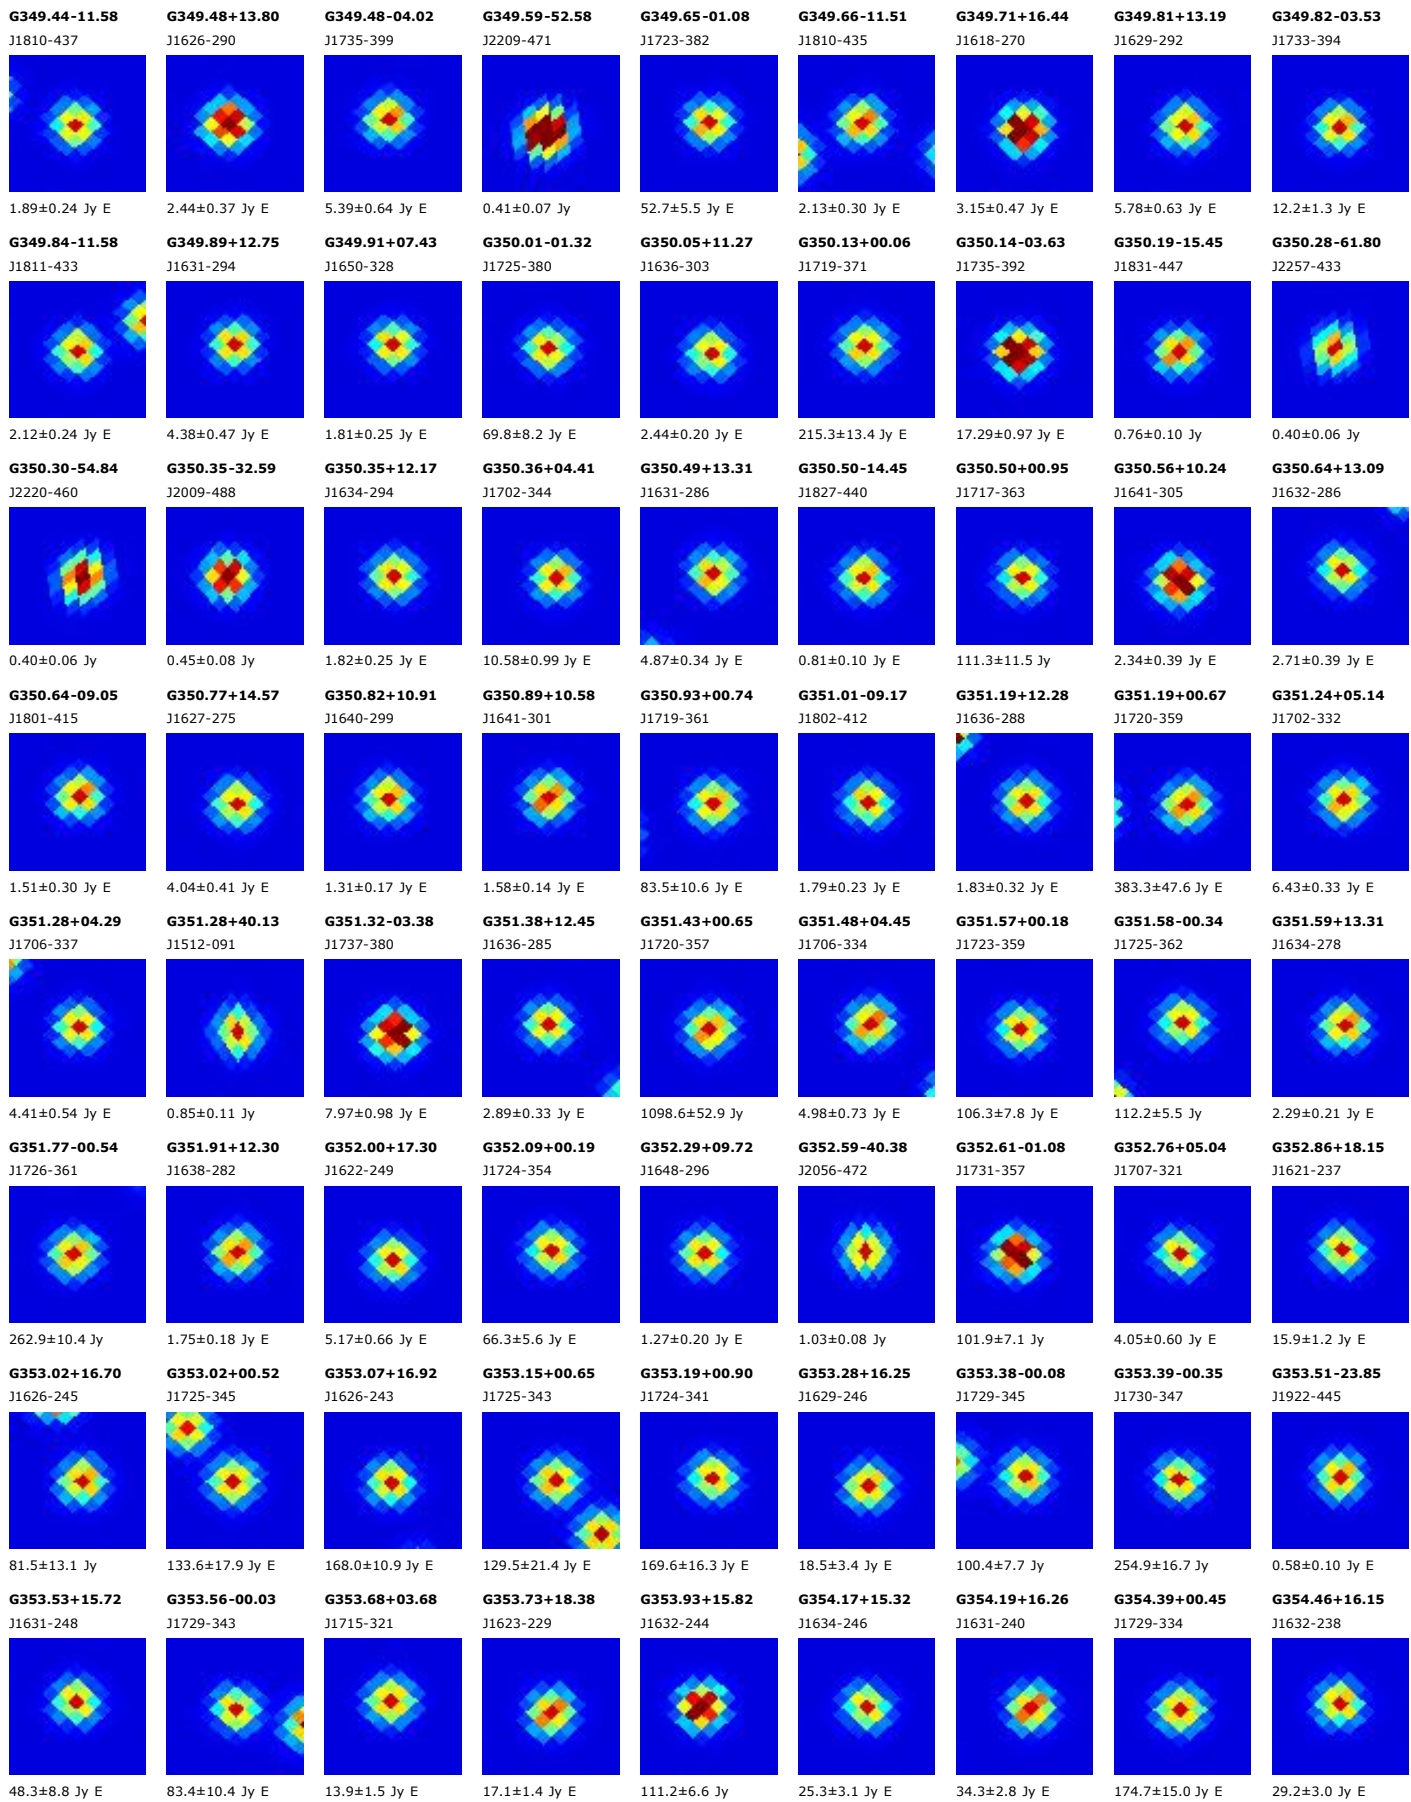 G349.44-11.58 G349.48+13.80 G349.48-04.02 G349.59-52.58 G349.65-01.08 G349.66-11.51 G349.71+16.44 G349.81+13.19 G349.82-03.53
J1810-437 J1626-290 J1735-399 J2209-471 J1723-382 J1810-435 J1618-270 J1629-292 J1733-394
1.89±0.24 Jy E 2.44±0.37 Jy E 5.39±0.64 Jy E 0.41±0.07 Jy 52.7±5.5 Jy E 2.13±0.30 Jy E 3.15±0.47 Jy E 5.78±0.63 Jy E 12.2±1.3 Jy E
G349.84-11.58 G349.89+12.75 G349.91+07.43 G350.01-01.32 G350.05+11.27 G350.13+00.06 G350.14-03.63 G350.19-15.45 G350.28-61.80
J1811-433 J1631-294 J1650-328 J1725-380 J1636-303 J1719-371 J1735-392 J1831-447 J2257-433
2.12±0.24 Jy E 4.38±0.47 Jy E 1.81±0.25 Jy E 69.8±8.2 Jy E 2.44±0.20 Jy E 215.3±13.4 Jy E 17.29±0.97 Jy E 0.76±0.10 Jy 0.40±0.06 Jy
G350.30-54.84 G350.35-32.59 G350.35+12.17 G350.36+04.41 G350.49+13.31 G350.50-14.45 G350.50+00.95 G350.56+10.24 G350.64+13.09
J2220-460 J2009-488 J1634-294 J1702-344 J1631-286 J1827-440 J1717-363 J1641-305 J1632-286
0.40±0.06 Jy 0.45±0.08 Jy 1.82±0.25 Jy E 10.58±0.99 Jy E 4.87±0.34 Jy E 0.81±0.10 Jy E 111.3±11.5 Jy 2.34±0.39 Jy E 2.71±0.39 Jy E
G350.64-09.05 G350.77+14.57 G350.82+10.91 G350.89+10.58 G350.93+00.74 G351.01-09.17 G351.19+12.28 G351.19+00.67 G351.24+05.14
J1801-415 J1627-275 J1640-299 J1641-301 J1719-361 J1802-412 J1636-288 J1720-359 J1702-332
1.51±0.30 Jy E 4.04±0.41 Jy E 1.31±0.17 Jy E 1.58±0.14 Jy E 83.5±10.6 Jy E 1.79±0.23 Jy E 1.83±0.32 Jy E 383.3±47.6 Jy E 6.43±0.33 Jy E
G351.28+04.29 G351.28+40.13 G351.32-03.38 G351.38+12.45 G351.43+00.65 G351.48+04.45 G351.57+00.18 G351.58-00.34 G351.59+13.31
J1706-337 J1512-091 J1737-380 J1636-285 J1720-357 J1706-334 J1723-359 J1725-362 J1634-278
4.41±0.54 Jy E 0.85±0.11 Jy 7.97±0.98 Jy E 2.89±0.33 Jy E 1098.6±52.9 Jy 4.98±0.73 Jy E 106.3±7.8 Jy E 112.2±5.5 Jy 2.29±0.21 Jy E
G351.77-00.54 G351.91+12.30 G352.00+17.30 G352.09+00.19 G352.29+09.72 G352.59-40.38 G352.61-01.08 G352.76+05.04 G352.86+18.15
J1726-361 J1638-282 J1622-249 J1724-354 J1648-296 J2056-472 J1731-357 J1707-321 J1621-237
262.9±10.4 Jy 1.75±0.18 Jy E 5.17±0.66 Jy E 66.3±5.6 Jy E 1.27±0.20 Jy E 1.03±0.08 Jy 101.9±7.1 Jy 4.05±0.60 Jy E 15.9±1.2 Jy E
G353.02+16.70 G353.02+00.52 G353.07+16.92 G353.15+00.65 G353.19+00.90 G353.28+16.25 G353.38-00.08 G353.39-00.35 G353.51-23.85
J1626-245 J1725-345 J1626-243 J1725-343 J1724-341 J1629-246 J1729-345 J1730-347 J1922-445
81.5±13.1 Jy 133.6±17.9 Jy E 168.0±10.9 Jy E 129.5±21.4 Jy E 169.6±16.3 Jy E 18.5±3.4 Jy E 100.4±7.7 Jy 254.9±16.7 Jy 0.58±0.10 Jy E
G353.53+15.72 G353.56-00.03 G353.68+03.68 G353.73+18.38 G353.93+15.82 G354.17+15.32 G354.19+16.26 G354.39+00.45 G354.46+16.15
J1631-248 J1729-343 J1715-321 J1623-229 J1632-244 J1634-246 J1631-240 J1729-334 J1632-238
48.3±8.8 Jy E 83.4±10.4 Jy E 13.9±1.5 Jy E 17.1±1.4 Jy E 111.2±6.6 Jy 25.3±3.1 Jy E 34.3±2.8 Jy E 174.7±15.0 Jy E 29.2±3.0 Jy E